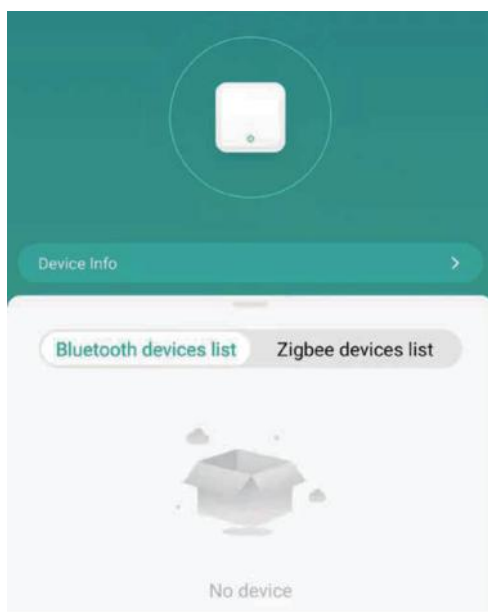 Device Info
Bluetooth devices list
Zigbee devices list
No device